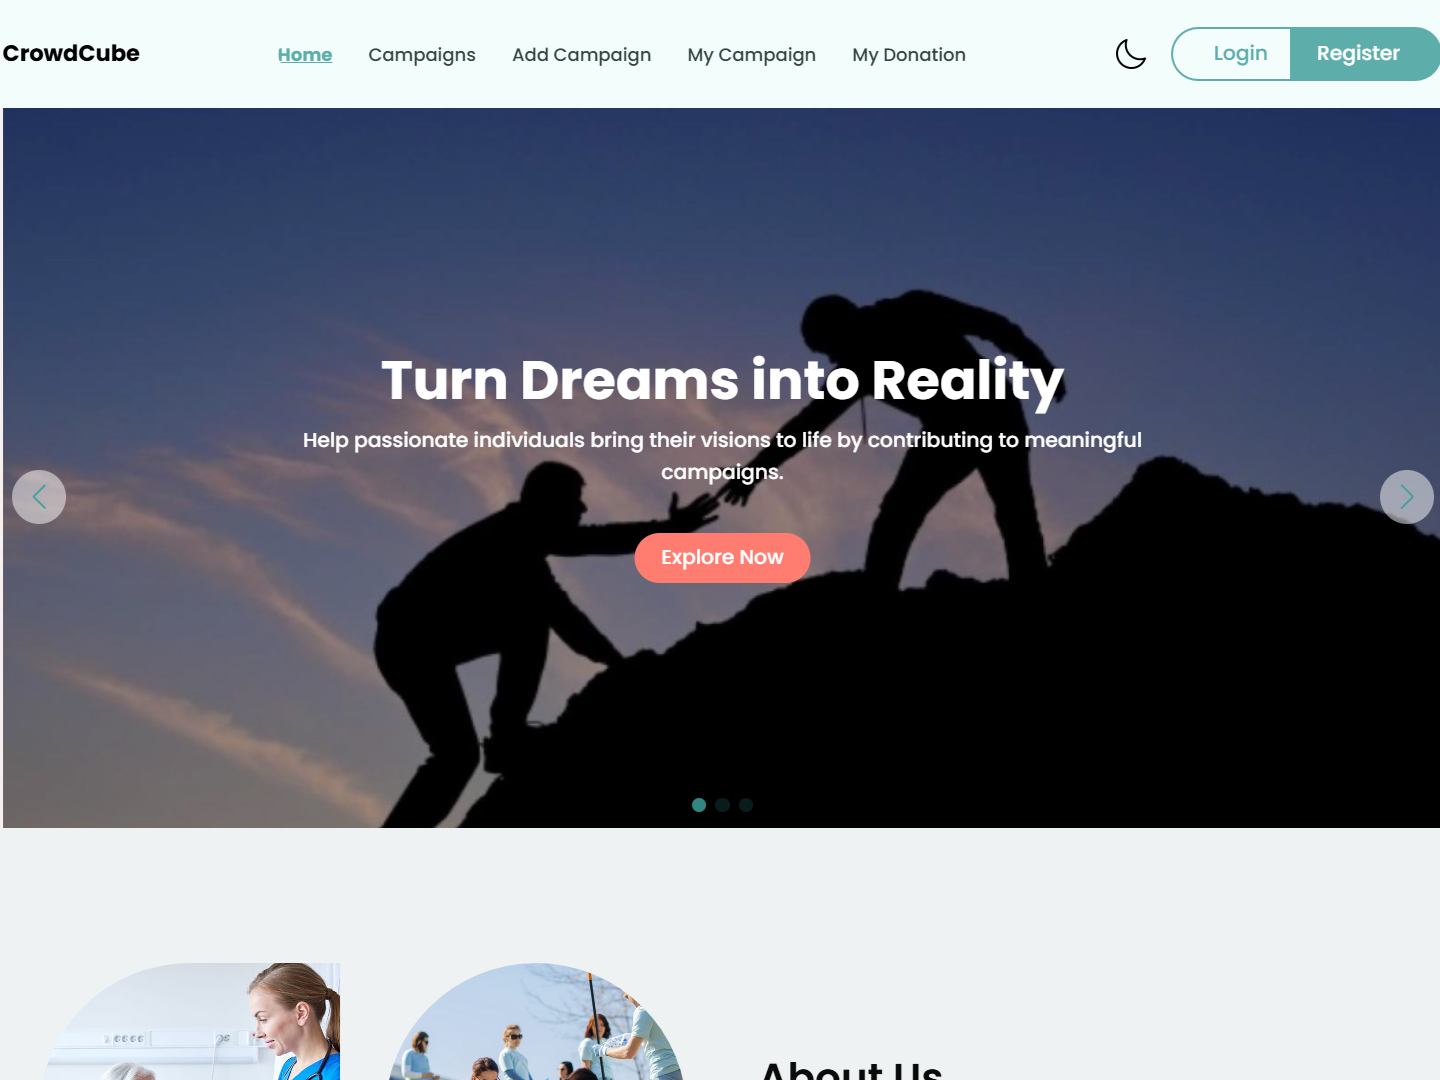 CrowdCube
Home
Campaigns
Add Campaign
My Campaign
My Donation
Login
Register
Turn Dreams into Reality
Help passionate individuals bring their visions to life by contributing to meaningful
campaigns.
Explore Now
About Us